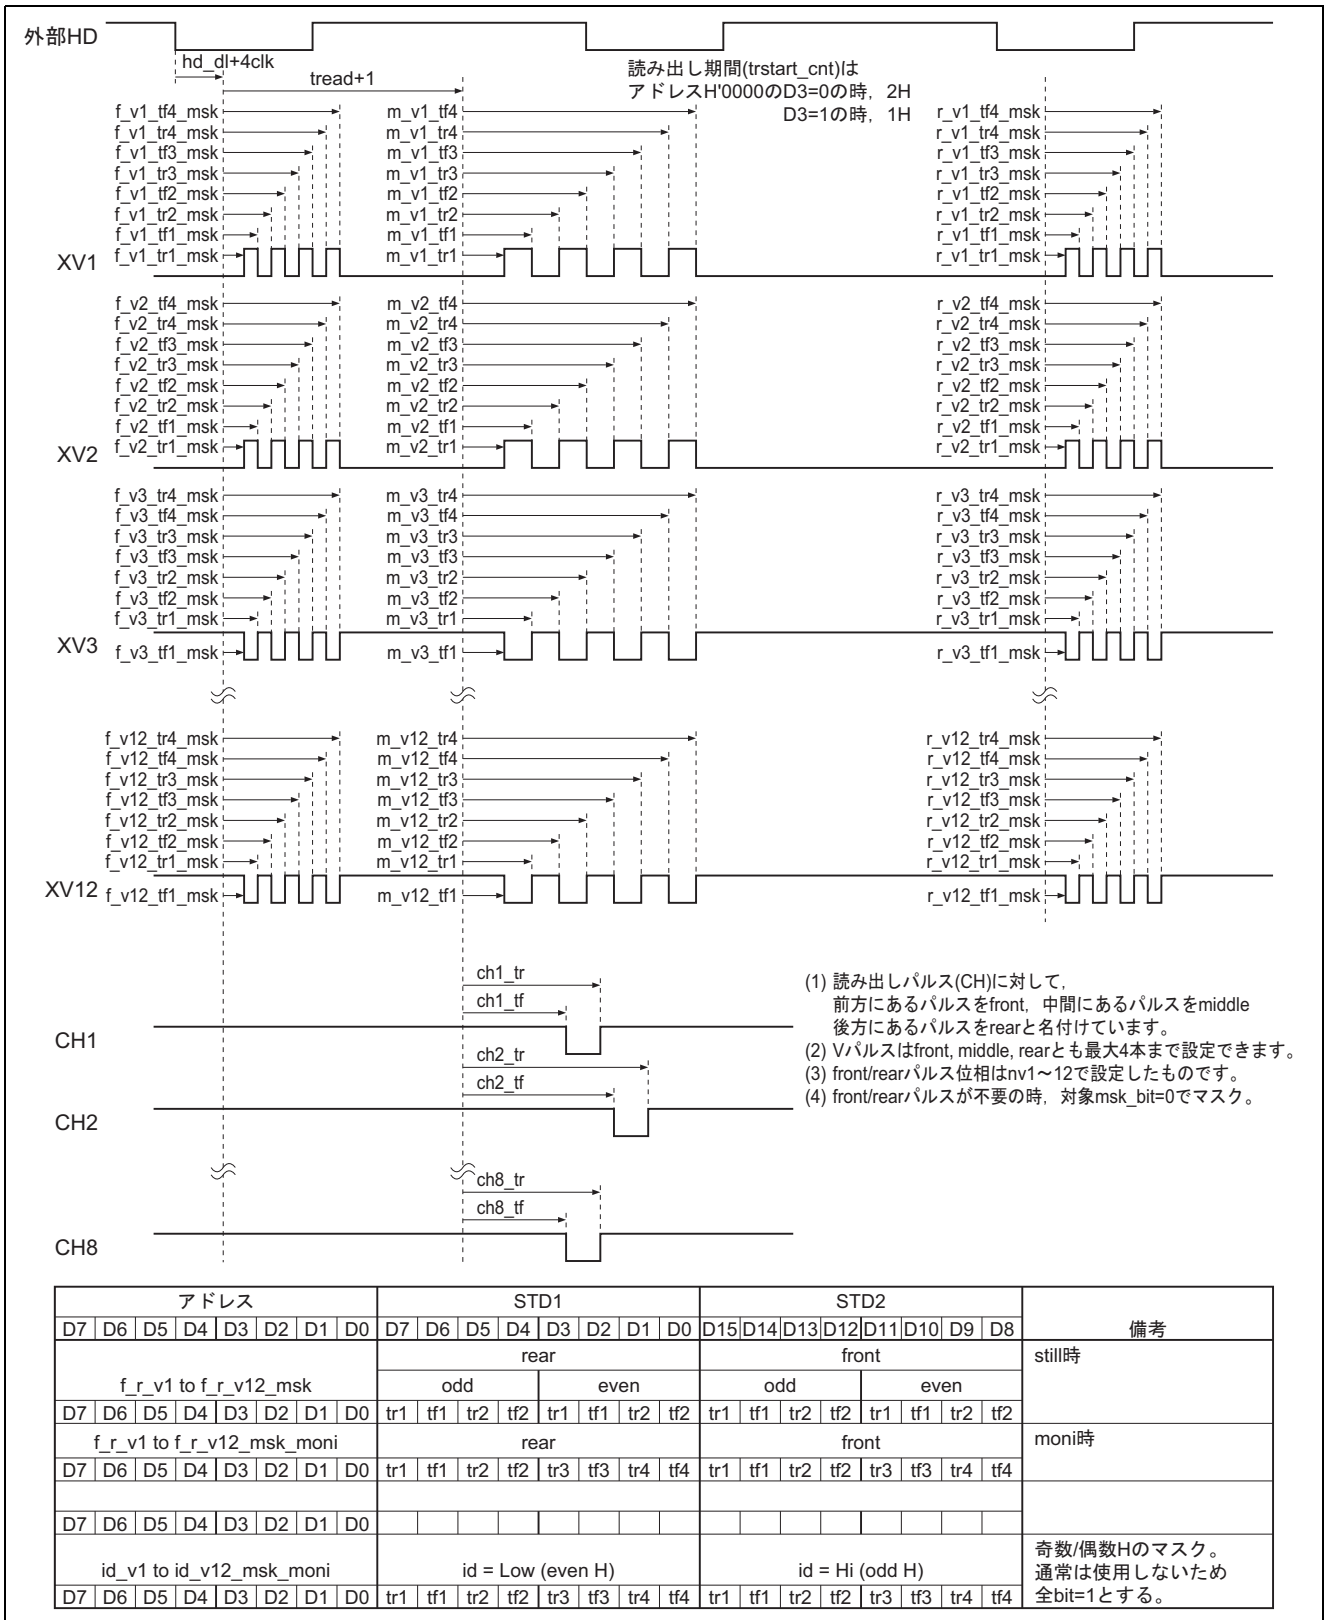 外部HD
hd_dl+4clk
tread+1
読み出し期間(trstart_cnt)は
アドレスH'0000のD3=0の時，2H
D3=1の時，1H
f_v1_tf4_msk m_v1_tf4 r_v1_tf4_msk
f_v1_tr4_msk m_v1_tr4 r_v1_tr4_msk
f_v1_tf3_msk m_v1_tf3 r_v1_tf3_msk
f_v1_tr3_msk m_v1_tr3 r_v1_tr3_msk
f_v1_tf2_msk m_v1_tf2 r_v1_tf2_msk
f_v1_tr2_msk m_v1_tr2 r_v1_tr2_msk
f_v1_tf1_msk m_v1_tf1 r_v1_tf1_msk
XV1 f_v1_tr1_msk m_v1_tr1 r_v1_tr1_msk
f_v2_tf4_msk m_v2_tf4 r_v2_tf4_msk
f_v2_tr4_msk m_v2_tr4 r_v2_tr4_msk
f_v2_tf3_msk m_v2_tf3 r_v2_tf3_msk
f_v2_tr3_msk m_v2_tr3 r_v2_tr3_msk
f_v2_tf2_msk m_v2_tf2 r_v2_tf2_msk
f_v2_tr2_msk m_v2_tr2 r_v2_tr2_msk
f_v2_tf1_msk m_v2_tf1 r_v2_tf1_msk
XV2 f_v2_tr1_msk m_v2_tr1 r_v2_tr1_msk
f_v3_tr4_msk m_v3_tr4 r_v3_tr4_msk
f_v3_tf4_msk m_v3_tf4 r_v3_tf4_msk
f_v3_tr3_msk m_v3_tr3 r_v3_tr3_msk
f_v3_tf3_msk m_v3_tf3 r_v3_tf3_msk
f_v3_tr2_msk m_v3_tr2 r_v3_tr2_msk
f_v3_tf2_msk m_v3_tf2 r_v3_tf2_msk
f_v3_tr1_msk m_v3_tr1 r_v3_tr1_msk
XV3 f_v3_tf1_msk m_v3_tf1 r_v3_tf1_msk
f_v12_tr4_msk m_v12_tr4 r_v12_tr4_msk
f_v12_tf4_msk m_v12_tf4 r_v12_tf4_msk
f_v12_tr3_msk m_v12_tr3 r_v12_tr3_msk
f_v12_tf3_msk m_v12_tf3 r_v12_tf3_msk
f_v12_tr2_msk m_v12_tr2 r_v12_tr2_msk
f_v12_tf2_msk m_v12_tf2 r_v12_tf2_msk
f_v12_tr1_msk m_v12_tr1 r_v12_tr1_msk
XV12 f_v12_tf1_msk m_v12_tf1 r_v12_tf1_msk
ch1_tr
ch1_tf
CH1
ch2_tr
ch2_tf
CH2
ch8_tr
ch8_tf
CH8
(1) 読み出しパルス(CH)に対して，
前方にあるパルスをfront，中間にあるパルスをmiddle
後方にあるパルスをrearと名付けています。
(2) Vパルスはfront, middle, rearとも最大4本まで設定できます。
(3) front/rearパルス位相はnv1～12で設定したものです。
(4) front/rearパルスが不要の時，対象msk_bit=0でマスク。
アドレス STD1 STD2 備考
D7 D6 D5 D4 D3 D2 D1 D0 D7 D6 D5 D4 D3 D2 D1 D0 D15 D14 D13 D12 D11 D10 D9 D8
f_r_v1 to f_r_v12_msk rear front still時
odd even odd even
D7 D6 D5 D4 D3 D2 D1 D0 tr1 tf1 tr2 tf2 tr1 tf1 tr2 tf2 tr1 tf1 tr2 tf2 tr1 tf1 tr2 tf2
f_r_v1 to f_r_v12_msk_moni rear front moni時
D7 D6 D5 D4 D3 D2 D1 D0 tr1 tf1 tr2 tf2 tr3 tf3 tr4 tf4 tr1 tf1 tr2 tf2 tr3 tf3 tr4 tf4
D7 D6 D5 D4 D3 D2 D1 D0
id_v1 to id_v12_msk_moni id = Low (even H) id = Hi (odd H)
D7 D6 D5 D4 D3 D2 D1 D0 tr1 tf1 tr2 tf2 tr3 tf3 tr4 tf4 tr1 tf1 tr2 tf2 tr3 tf3 tr4 tf4
奇数/偶数Hのマスク。
通常は使用しないため
全bit=1とする。